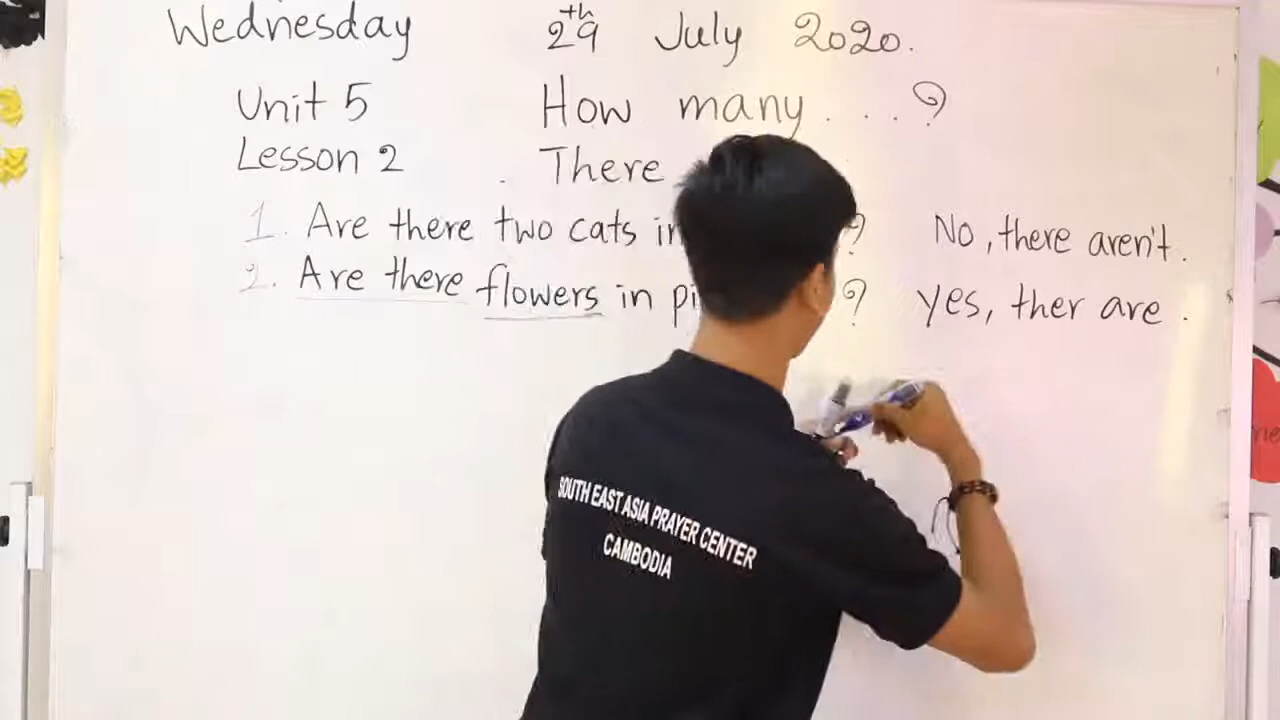 Wednesday 29th July 2020.
Unit 5 How many . . . ?
Lesson 2 . There
1. Are there two cats in ? No, there aren't.
2. Are there flowers in ? yes, ther are.
SOUTH EAST ASIA PRAYER CENTER
CAMBODIA